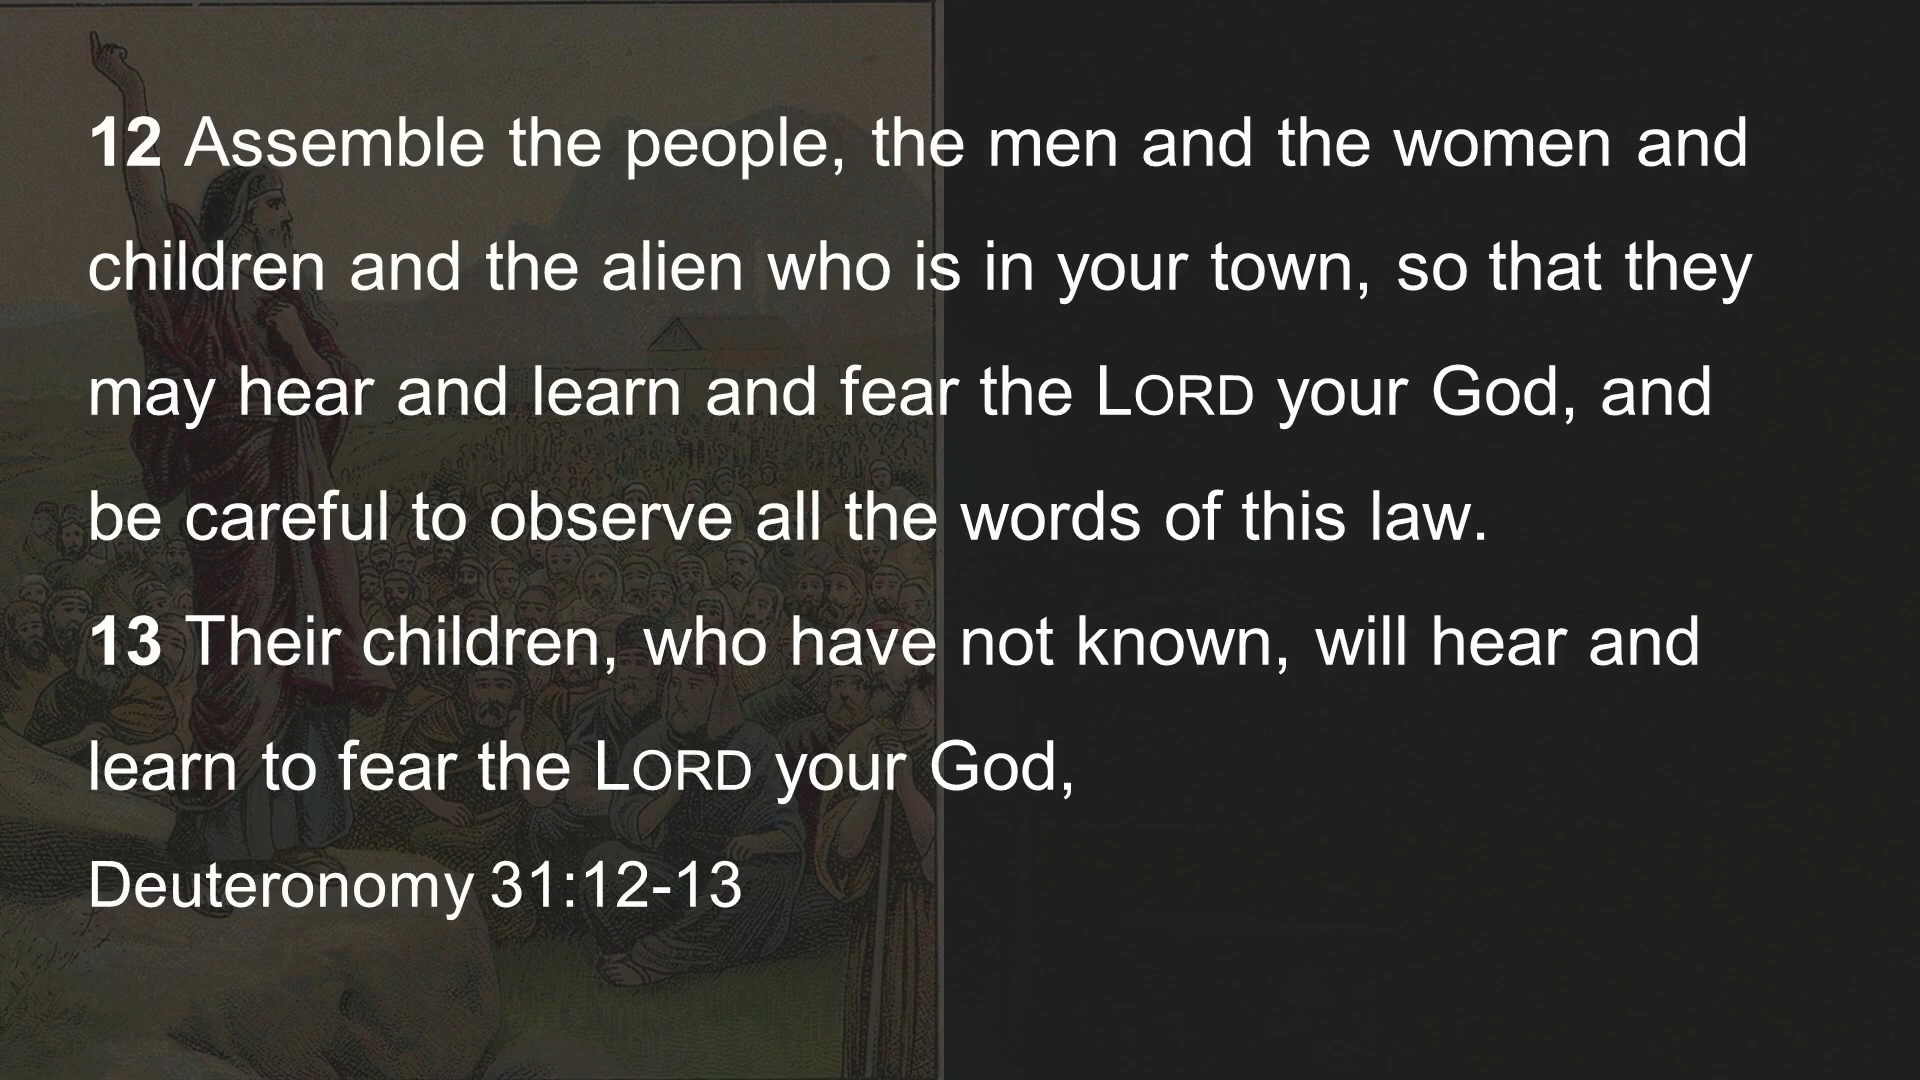 12 Assemble the people, the men and the women and
children and the alien who is in your town, so that they
may hear and learn and fear the LORD your God, and
be careful to observe all the words of this law.
13 Their children, who have not known, will hear and
learn to fear the LORD your God,
Deuteronomy 31:12-13